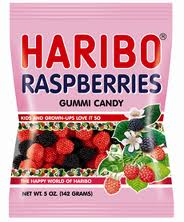 HARIBO®
RASPBERRIES
GUMMI CANDY
KIDS AND GROWN-UPS LOVE IT SO
THE HAPPY WORLD OF HARIBO
NET WT. 5 OZ. (142 GRAMS)